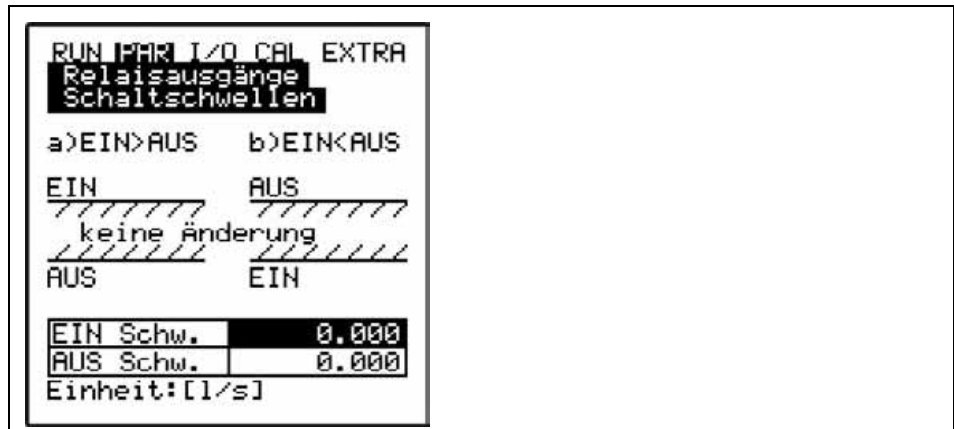 RUN PAR I/O CAL EXTRA
Relaisausgänge
Schaltschwellen
a)EIN>AUS b)EIN<AUS
EIN AUS
keine Änderung
AUS EIN
EIN Schw. 0.000
AUS Schw. 0.000
Einheit:[l/s]